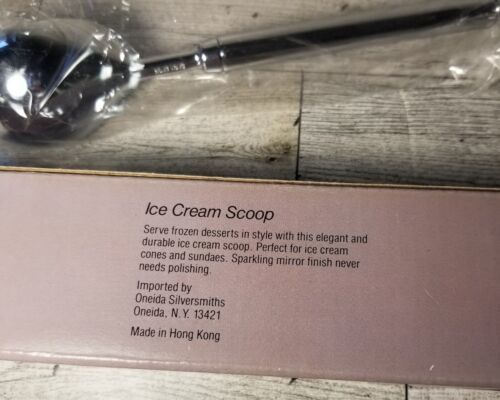 Ice Cream Scoop
Serve frozen desserts in style with this elegant and
durable ice cream scoop. Perfect for ice cream
cones and sundaes. Sparkling mirror finish never
needs polishing.
Imported by
Oneida Silversmiths
Oneida, N.Y. 13421
Made in Hong Kong